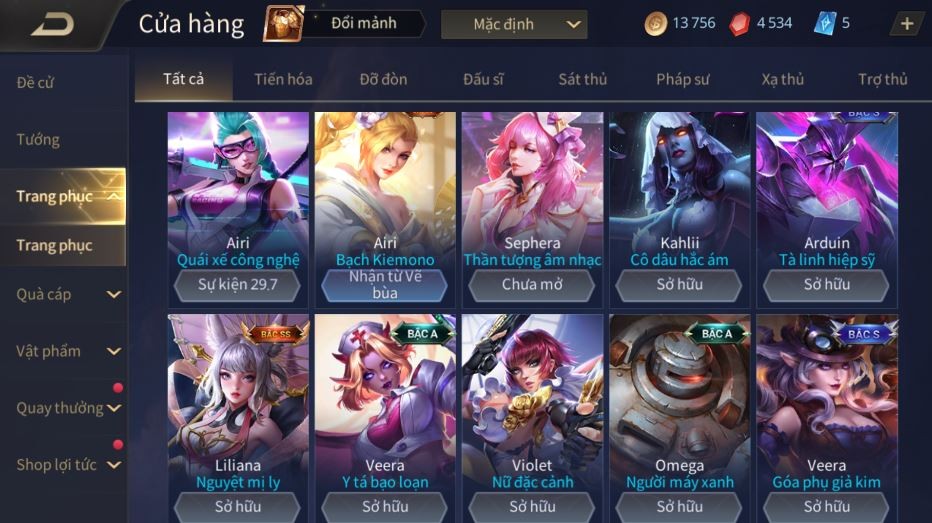 Cửa hàng
Đổi mảnh
Mặc định
13 756
4 534
5
+
Đề cử
Tướng
Trang phục
Trang phục
Quà cáp
Vật phẩm
Quay thưởng
Shop lợi tức
Tất cả
Tiến hóa
Đỡ đòn
Đấu sĩ
Sát thủ
Pháp sư
Xạ thủ
Trợ thủ
RACING
Airi
Quái xế công nghệ
Sự kiện 29.7
Airi
Bạch Kiemono
Nhận từ Vẽ
bùa
Sephera
Thần tượng âm nhạc
Chưa mở
Kahlii
Cô dâu hắc ám
Sở hữu
BẬC S
Arduin
Tà linh hiệp sỹ
Sở hữu
BẬC SS
Liliana
Nguyệt mị ly
Sở hữu
BẬC A
Veera
Y tá bạo loạn
Sở hữu
Violet
Nữ đặc cảnh
Sở hữu
BẬC A
Omega
Người máy xanh
Sở hữu
BẬC S
Veera
Góa phụ giả kim
Sở hữu